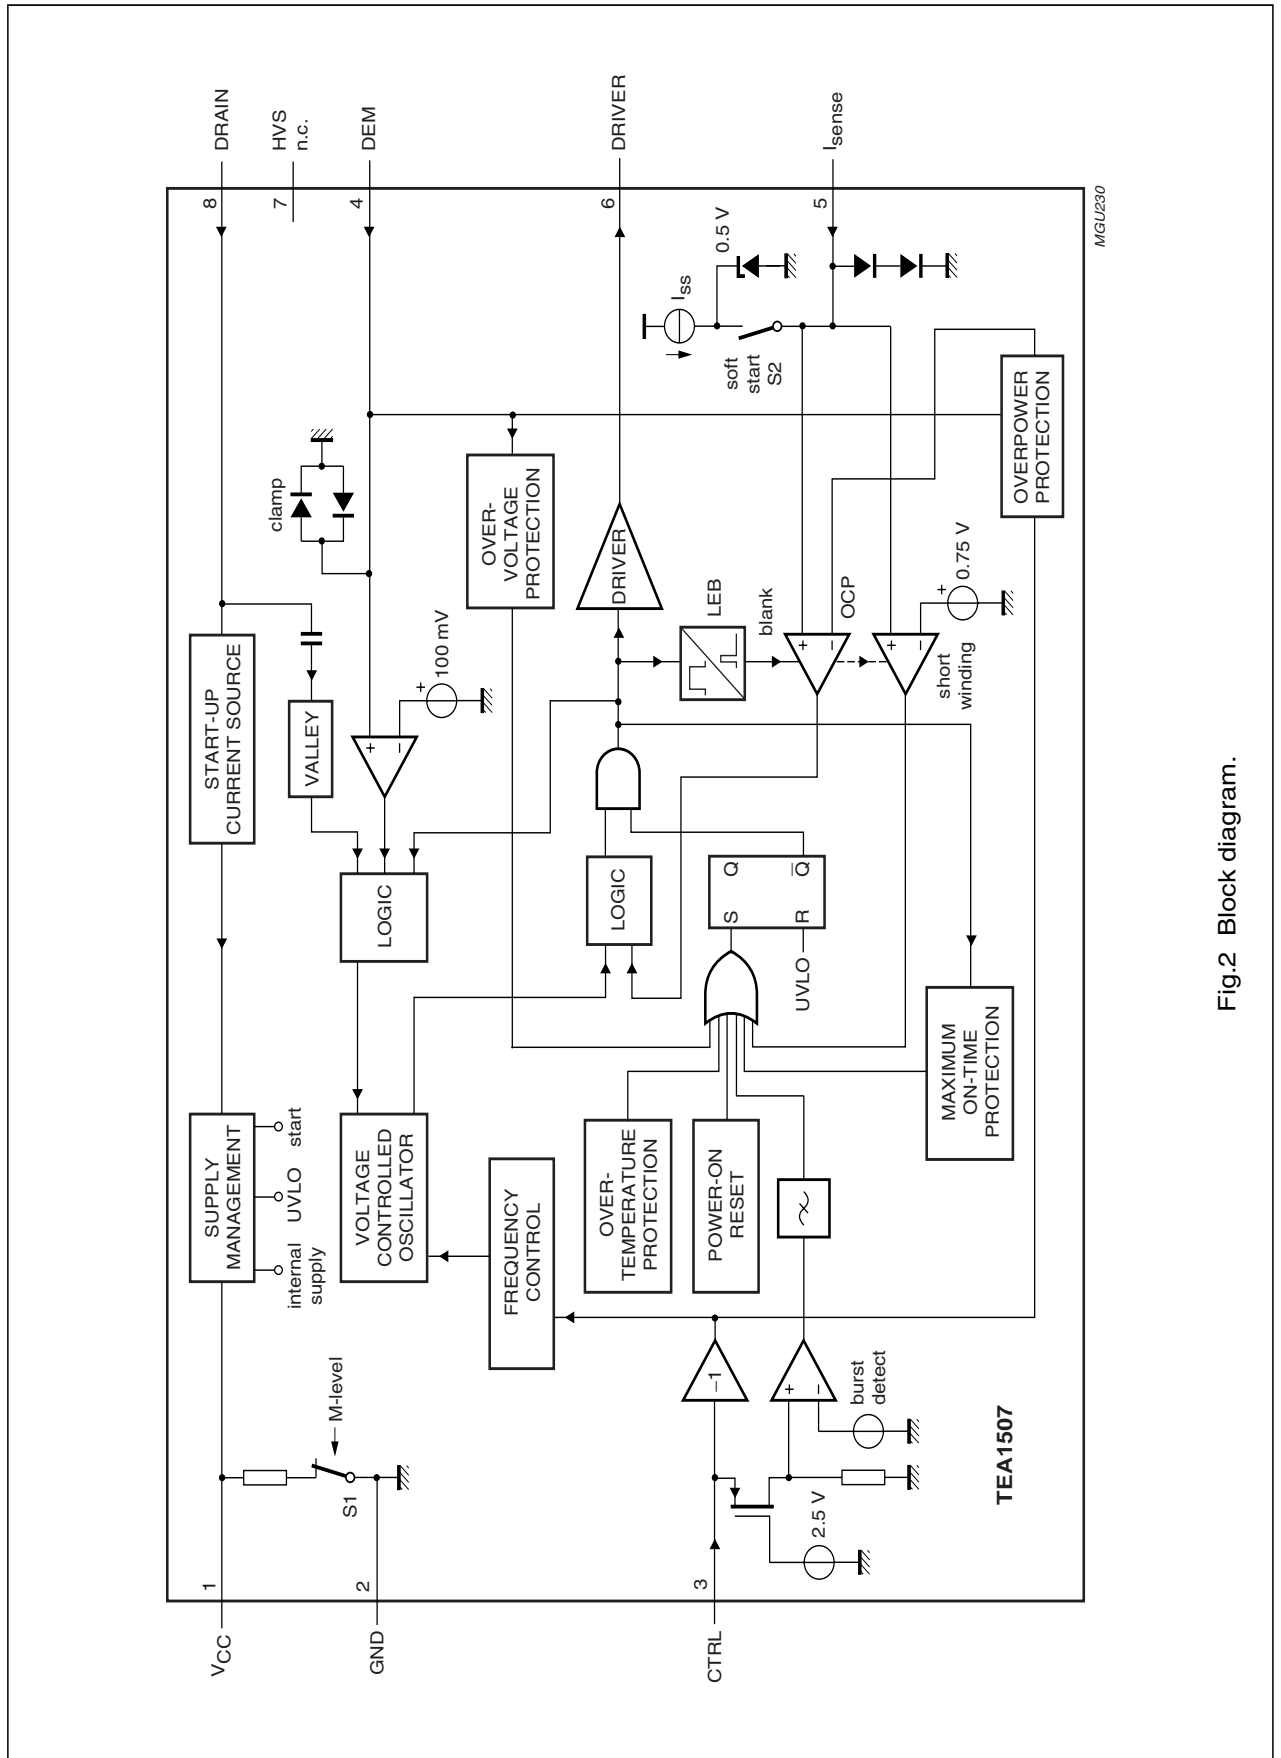 8
DRAIN
7
HVS
n.c.
4
DEM
6
DRIVER
5
Isense
1
VCC
2
GND
3
CTRL
START-UP
CURRENT SOURCE
SUPPLY
MANAGEMENT
internal
supply
UVLO
start
M-level
S1
clamp
VALLEY
100 mV
+
−
+
LOGIC
VOLTAGE
CONTROLLED
OSCILLATOR
FREQUENCY
CONTROL
OVER-
VOLTAGE
PROTECTION
DRIVER
LEB
blank
LOGIC
S
Q
R
Q̅
UVLO
OVER-
TEMPERATURE
PROTECTION
POWER-ON
RESET
MAXIMUM
ON-TIME
PROTECTION
Iss
0.5 V
soft
start
S2
OCP
+
−
short
winding
+
−
+
0.75 V
OVERPOWER
PROTECTION
−1
+
−
burst
detect
2.5 V
TEA1507
MGU230
Fig.2 Block diagram.